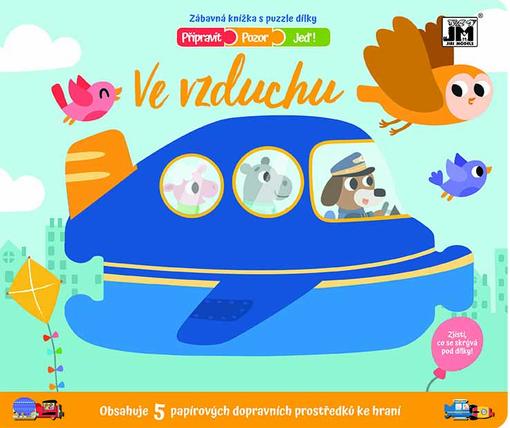 Zábavná knížka s puzzle dílky
Připravit Pozor Jeď!
JM
JIRI MODELS
®
Ve vzduchu
Zjisti,
co se skrývá
pod dílky!
Obsahuje 5 papírových dopravních prostředků ke hraní